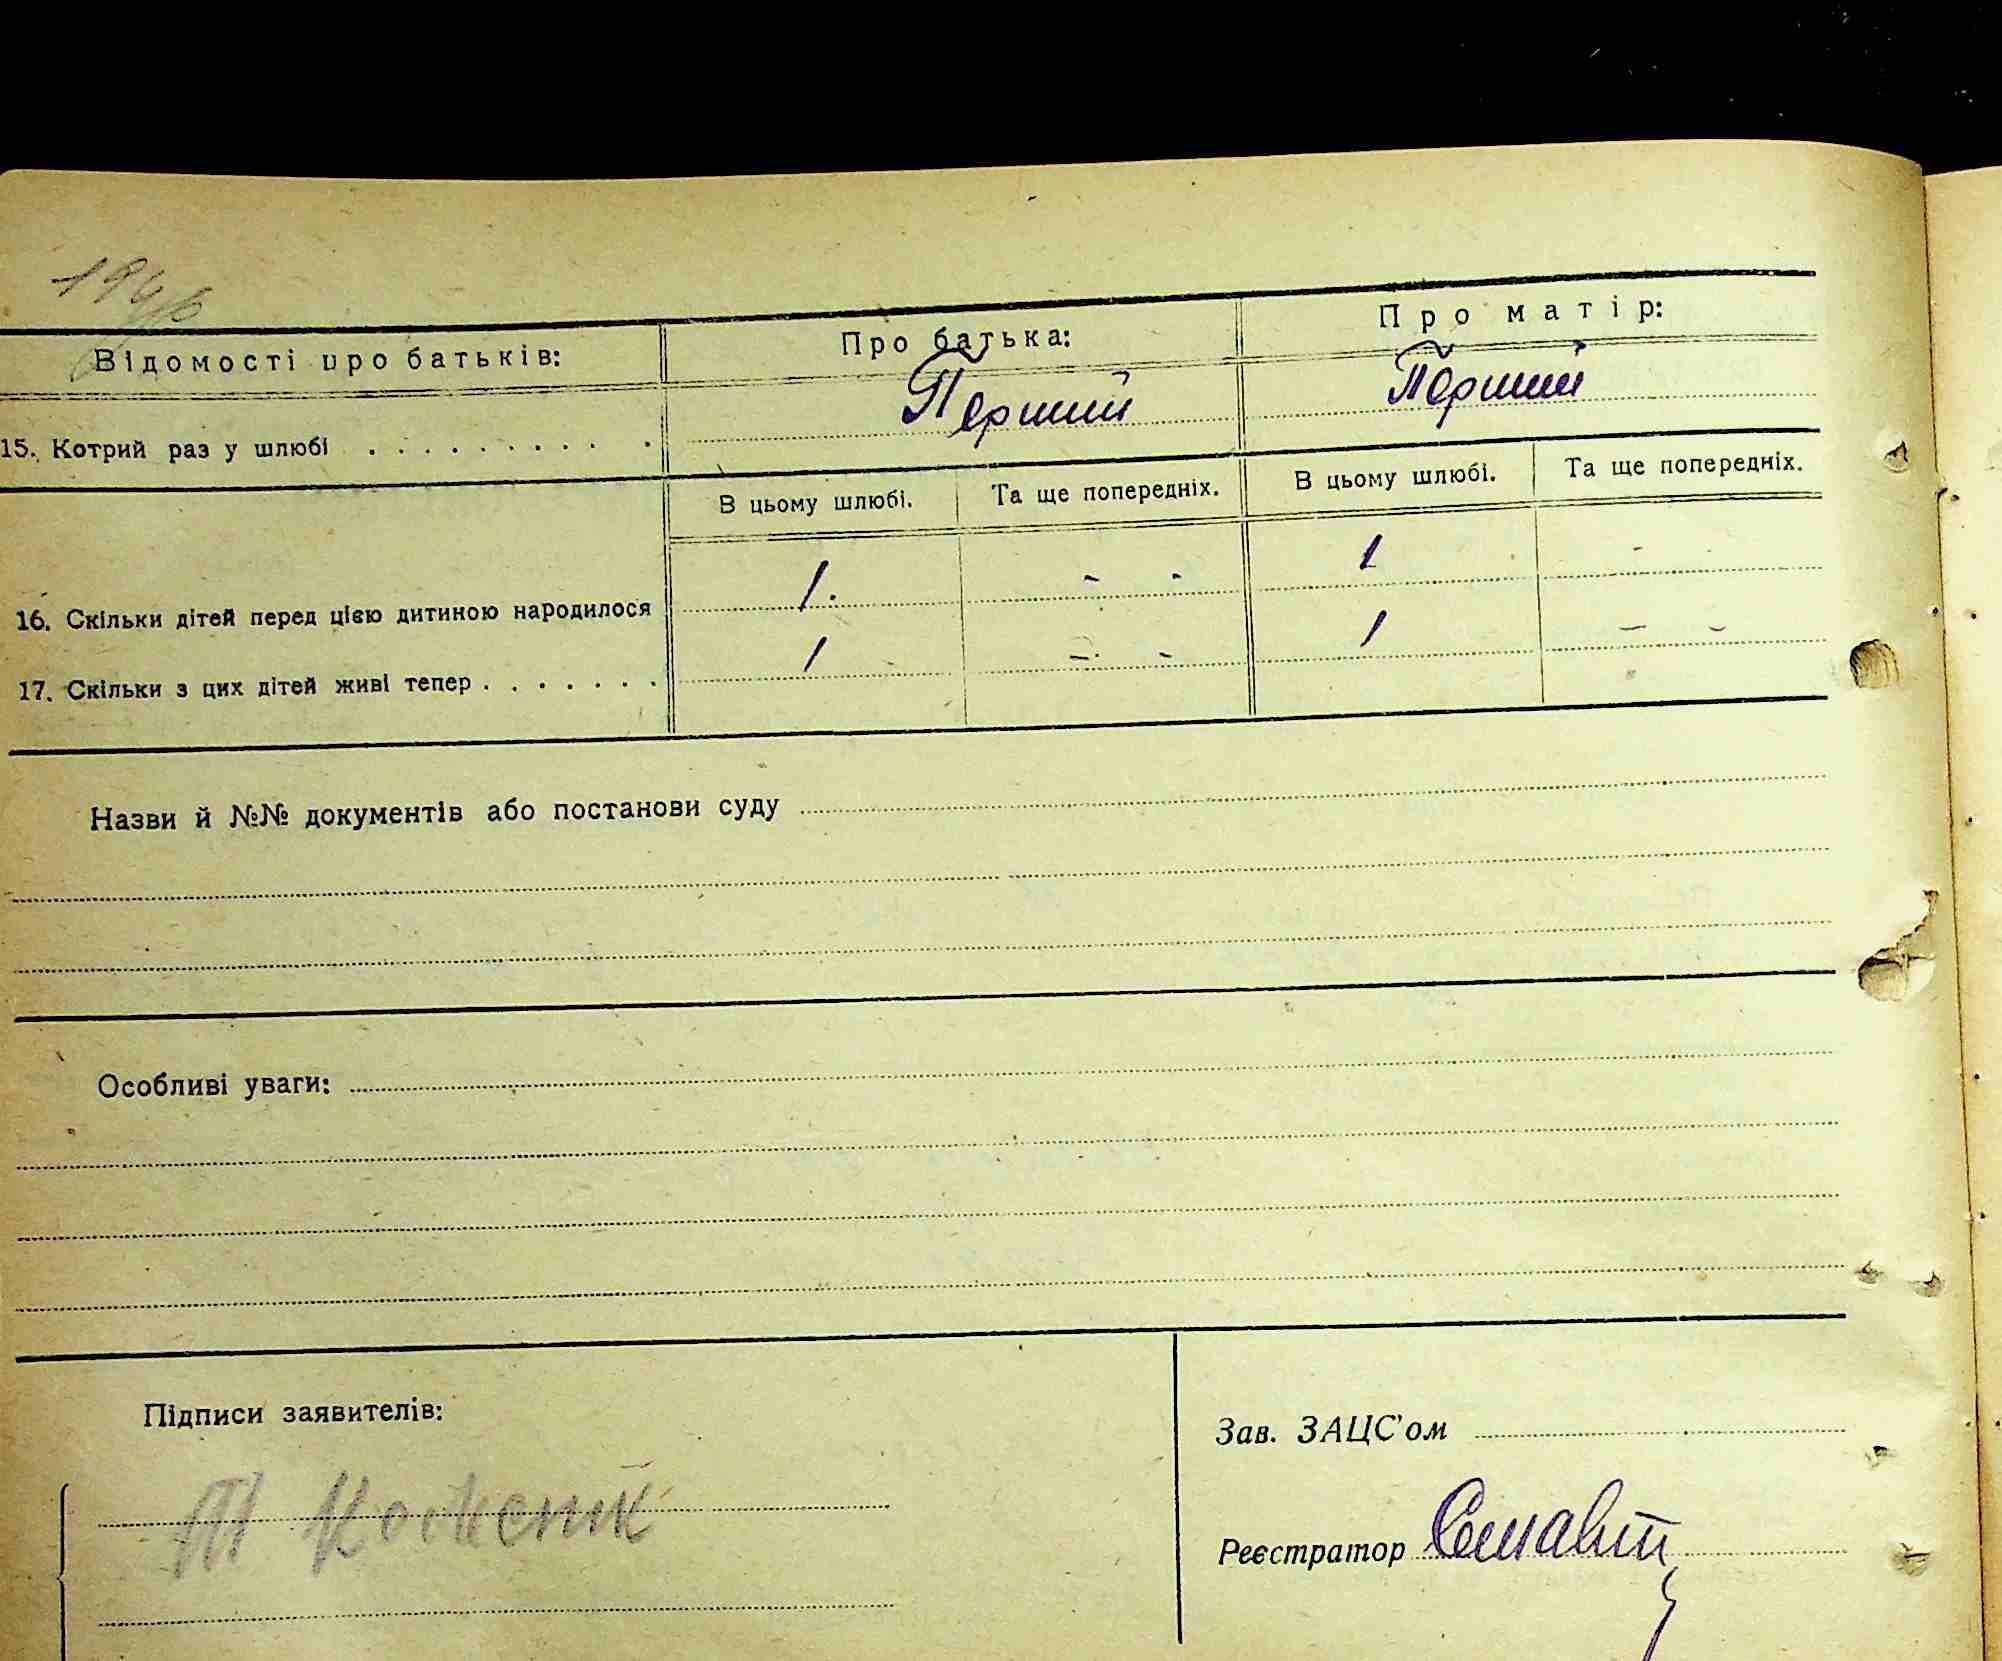 Відомості про батьків: Про батька: Про матір:
15. Котрий раз у шлюбі . . . . . . . . . . Перший Перший
В цьому шлюбі. Та ще попередніх. В цьому шлюбі. Та ще попередніх.
16. Скільки дітей перед цією дитиною народилося 1. - - 1 - -
17. Скільки з цих дітей живі тепер . . . . . . . 1 - - 1 - -
Назви й №№ документів або постанови суду
Особливі уваги:
Підписи заявителів:
Зав. ЗАЦС'ом
Реєстратор